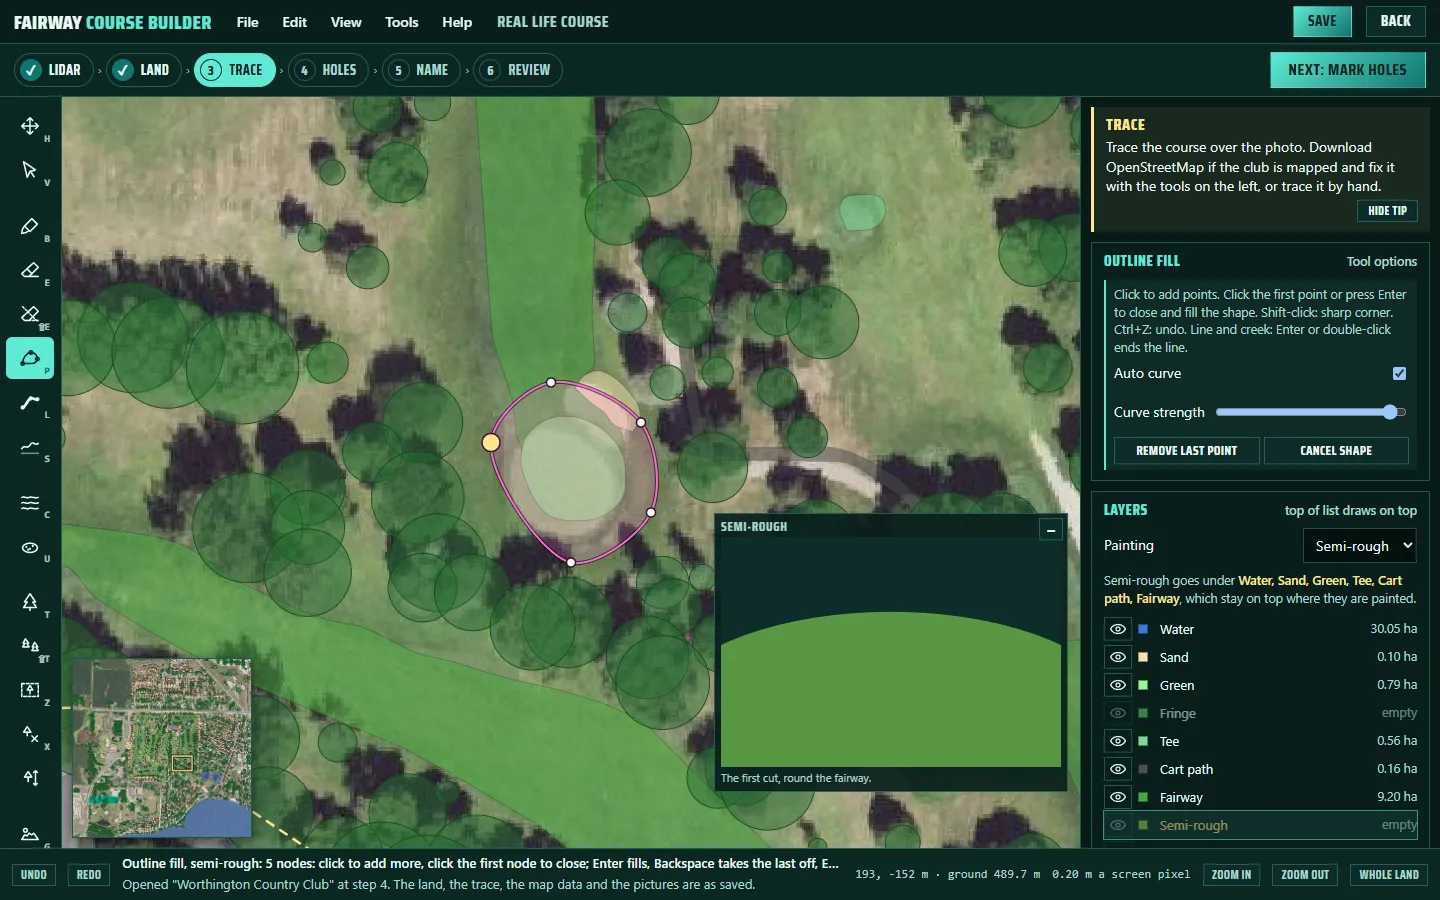 FAIRWAY COURSE BUILDER
File
Edit
View
Tools
Help
REAL LIFE COURSE
SAVE
BACK
LIDAR
›
LAND
›
3 TRACE
›
4 HOLES
›
5 NAME
›
6 REVIEW
NEXT: MARK HOLES
H
V
B
E
E
P
L
S
C
U
T
T
Z
X
TRACE
Trace the course over the photo. Download
OpenStreetMap if the club is mapped and fix it
with the tools on the left, or trace it by hand.
HIDE TIP
OUTLINE FILL
Tool options
Click to add points. Click the first point or press Enter
to close and fill the shape. Shift-click: sharp corner.
Ctrl+Z: undo. Line and creek: Enter or double-click
ends the line.
Auto curve
Curve strength
REMOVE LAST POINT
CANCEL SHAPE
LAYERS
top of list draws on top
Painting
Semi-rough
Semi-rough goes under Water, Sand, Green, Tee, Cart
path, Fairway, which stay on top where they are painted.
Water 30.05 ha
Sand 0.10 ha
Green 0.79 ha
Fringe empty
Tee 0.56 ha
Cart path 0.16 ha
Fairway 9.20 ha
Semi-rough empty
SEMI-ROUGH
The first cut, round the fairway.
UNDO
REDO
Outline fill, semi-rough: 5 nodes: click to add more, click the first node to close; Enter fills, Backspace takes the last off, E...
Opened "Worthington Country Club" at step 4. The land, the trace, the map data and the pictures are as saved.
193, -152 m · ground 489.7 m 0.20 m a screen pixel
ZOOM IN
ZOOM OUT
WHOLE LAND